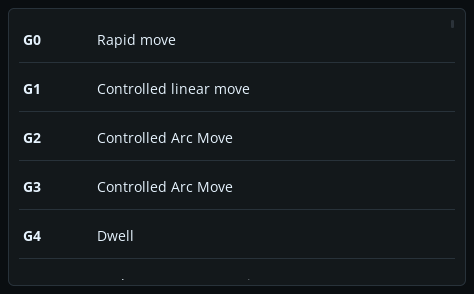 G0 Rapid move
G1 Controlled linear move
G2 Controlled Arc Move
G3 Controlled Arc Move
G4 Dwell